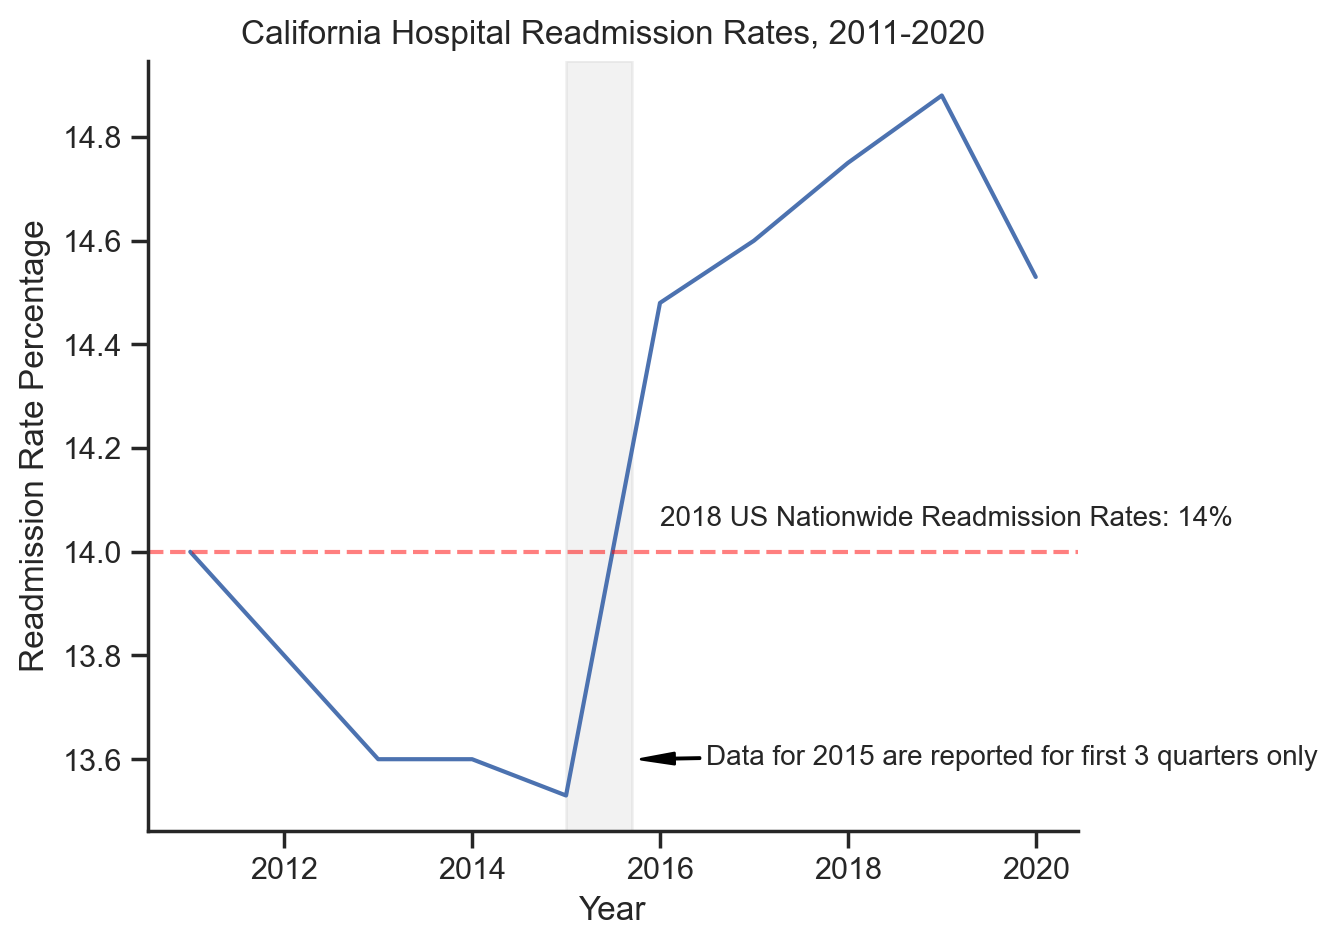 California Hospital Readmission Rates, 2011-2020
Readmission Rate Percentage
14.8
14.6
14.4
14.2
14.0
13.8
13.6
2018 US Nationwide Readmission Rates: 14%
Data for 2015 are reported for first 3 quarters only
2012
2014
2016
2018
2020
Year